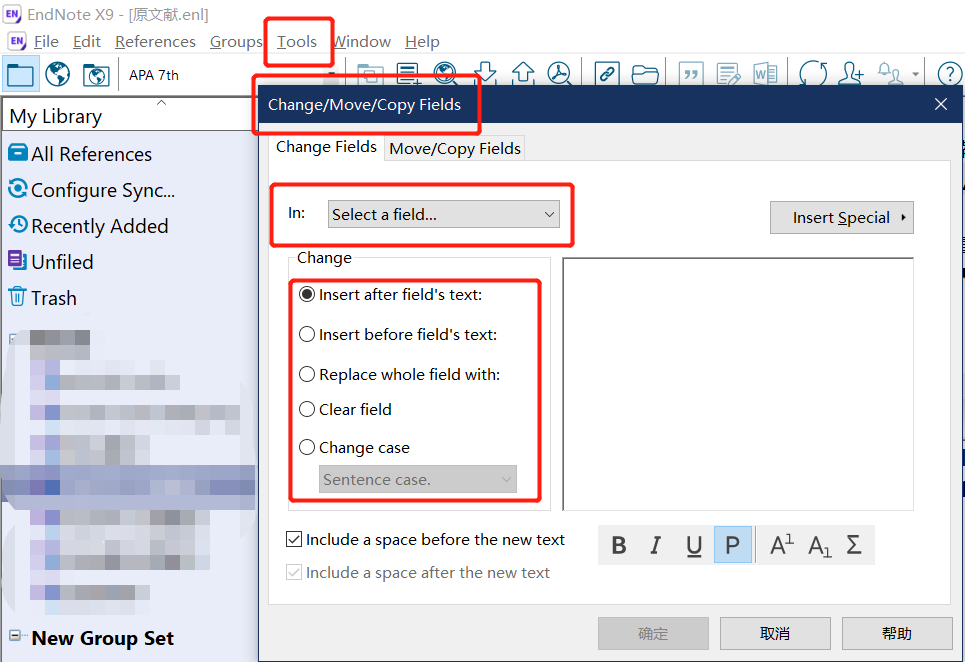 EN EndNote X9 - [原文献.enl]
EN File Edit References Groups Tools Window Help
APA 7th
Change/Move/Copy Fields
My Library
Change Fields Move/Copy Fields
All References
Configure Sync...
Recently Added
Unfiled
Trash
In: Select a field... Insert Special
Change
Insert after field's text:
Insert before field's text:
Replace whole field with:
Clear field
Change case
Sentence case.
Include a space before the new text
B I U P A1 A1 Σ
Include a space after the new text
确定 取消 帮助
New Group Set